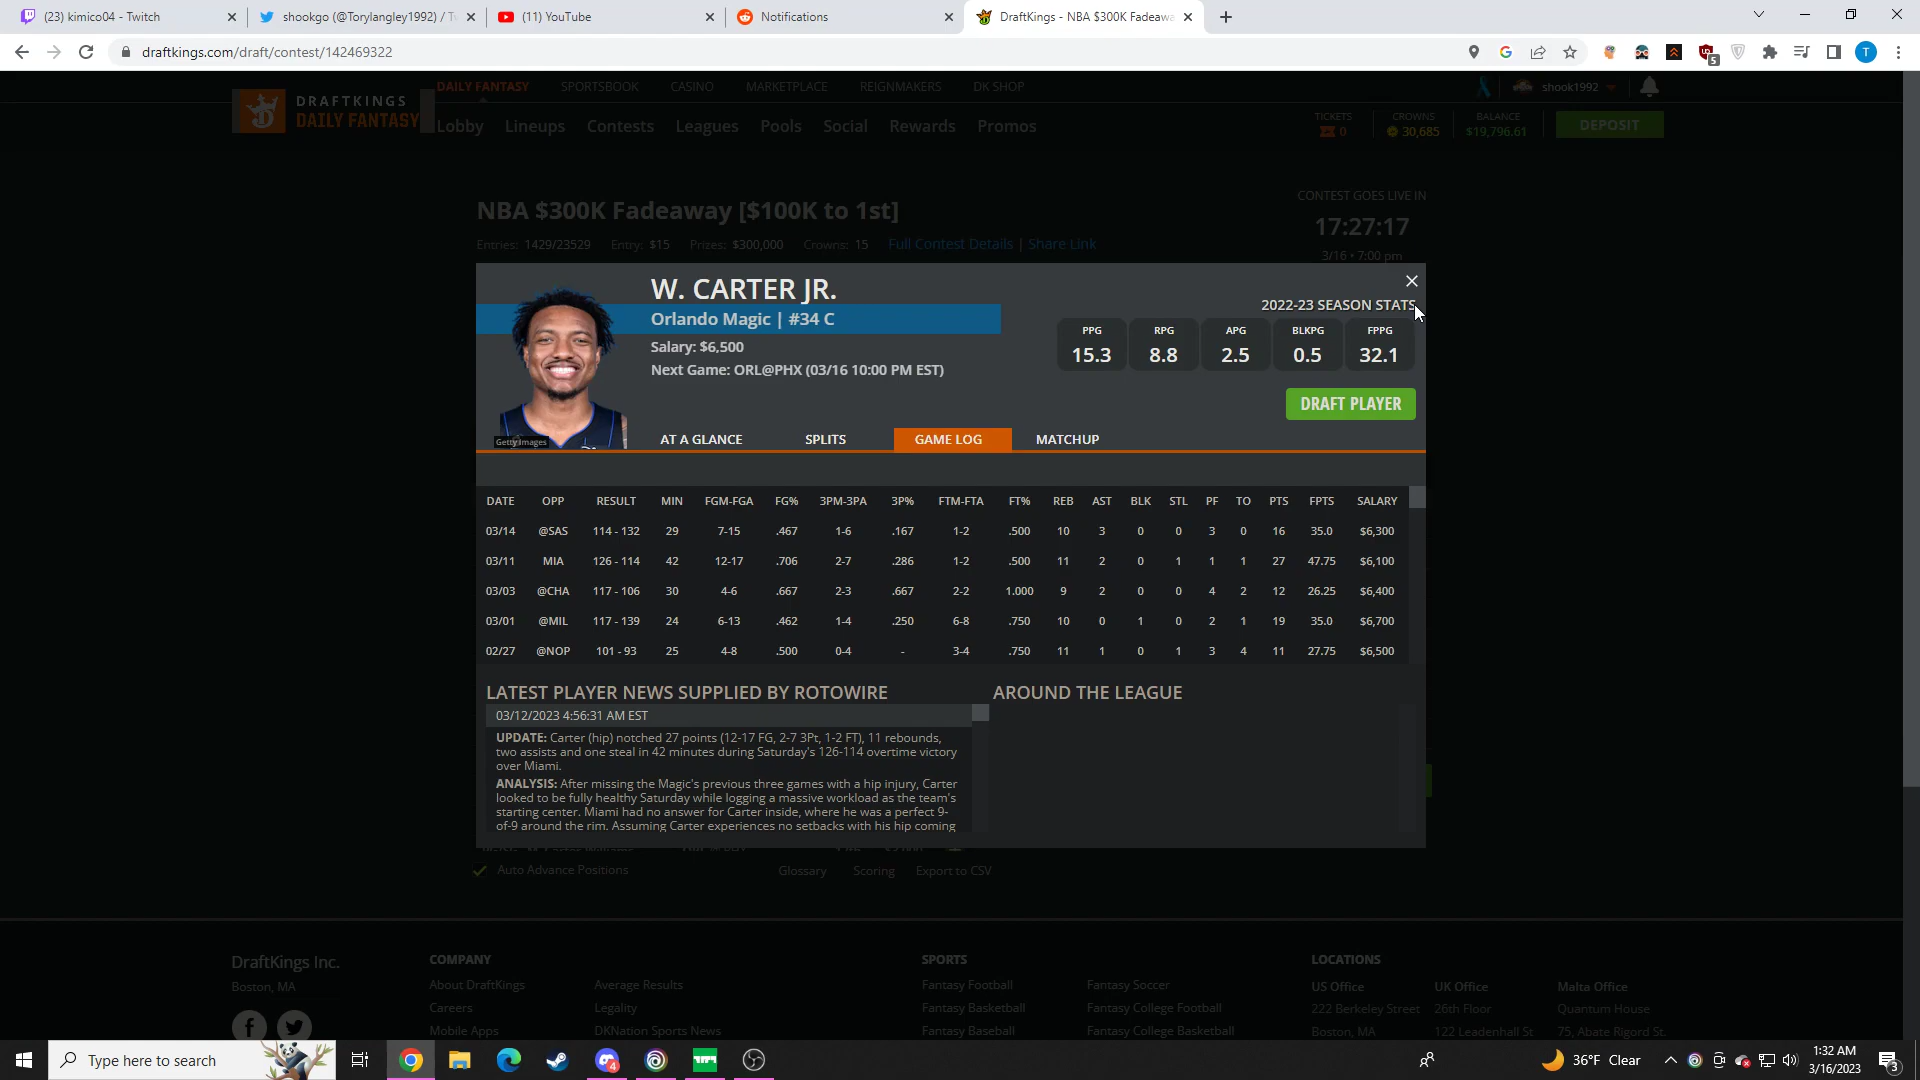 (23) kimico04 - Twitch
shookgo (@Torylangley1992) / Tw
(11) YouTube
Notifications
DraftKings - NBA $300K Fadeawa
draftkings.com/draft/contest/142469322
DAILY FANTASY SPORTSBOOK CASINO MARKETPLACE REIGNMAKERS DK SHOP
shook1992
DRAFTKINGS
DAILY FANTASY
Lobby Lineups Contests Leagues Pools Social Rewards Promos
TICKETS 0
CROWNS 30,685
BALANCE $19,796.61
DEPOSIT
NBA $300K Fadeaway [$100K to 1st]
CONTEST GOES LIVE IN
17:27:17
3/16 • 7:00 pm
Entries: 1429/23529 Entry: $15 Prizes: $300,000 Crowns: 15 Full Contest Details | Share Link
W. CARTER JR.
Orlando Magic | #34 C
Salary: $6,500
Next Game: ORL@PHX (03/16 10:00 PM EST)
2022-23 SEASON STATS
PPG RPG APG BLKPG FPPG
15.3 8.8 2.5 0.5 32.1
DRAFT PLAYER
Getty Images
AT A GLANCE SPLITS GAME LOG MATCHUP
DATE OPP RESULT MIN FGM-FGA FG% 3PM-3PA 3P% FTM-FTA FT% REB AST BLK STL PF TO PTS FPTS SALARY
03/14 @SAS 114 - 132 29 7-15 .467 1-6 .167 1-2 .500 10 3 0 0 3 0 16 35.0 $6,300
03/11 MIA 126 - 114 42 12-17 .706 2-7 .286 1-2 .500 11 2 0 1 1 1 27 47.75 $6,100
03/03 @CHA 117 - 106 30 4-6 .667 2-3 .667 2-2 1.000 9 2 0 0 4 2 12 26.25 $6,400
03/01 @MIL 117 - 139 24 6-13 .462 1-4 .250 6-8 .750 10 0 1 0 2 1 19 35.0 $6,700
02/27 @NOP 101 - 93 25 4-8 .500 0-4 - 3-4 .750 11 1 0 1 3 4 11 27.75 $6,500
LATEST PLAYER NEWS SUPPLIED BY ROTOWIRE
AROUND THE LEAGUE
03/12/2023 4:56:31 AM EST
UPDATE: Carter (hip) notched 27 points (12-17 FG, 2-7 3Pt, 1-2 FT), 11 rebounds,
two assists and one steal in 42 minutes during Saturday's 126-114 overtime victory
over Miami.
ANALYSIS: After missing the Magic's previous three games with a hip injury, Carter
looked to be fully healthy Saturday while logging a massive workload as the team's
starting center. Miami had no answer for Carter inside, where he was a perfect 9-
of-9 around the rim. Assuming Carter experiences no setbacks with his hip coming
Auto Advance Positions
Glossary Scoring Export to CSV
DraftKings Inc.
Boston, MA
COMPANY
About DraftKings Average Results
Careers Legality
Mobile Apps DKNation Sports News
SPORTS
Fantasy Football Fantasy Soccer
Fantasy Basketball Fantasy College Football
Fantasy Baseball Fantasy College Basketball
LOCATIONS
US Office UK Office Malta Office
222 Berkeley Street 26th Floor Quantum House
Boston, MA 122 Leadenhall St 75, Abate Rigord St.
Type here to search
36°F Clear
1:32 AM
3/16/2023